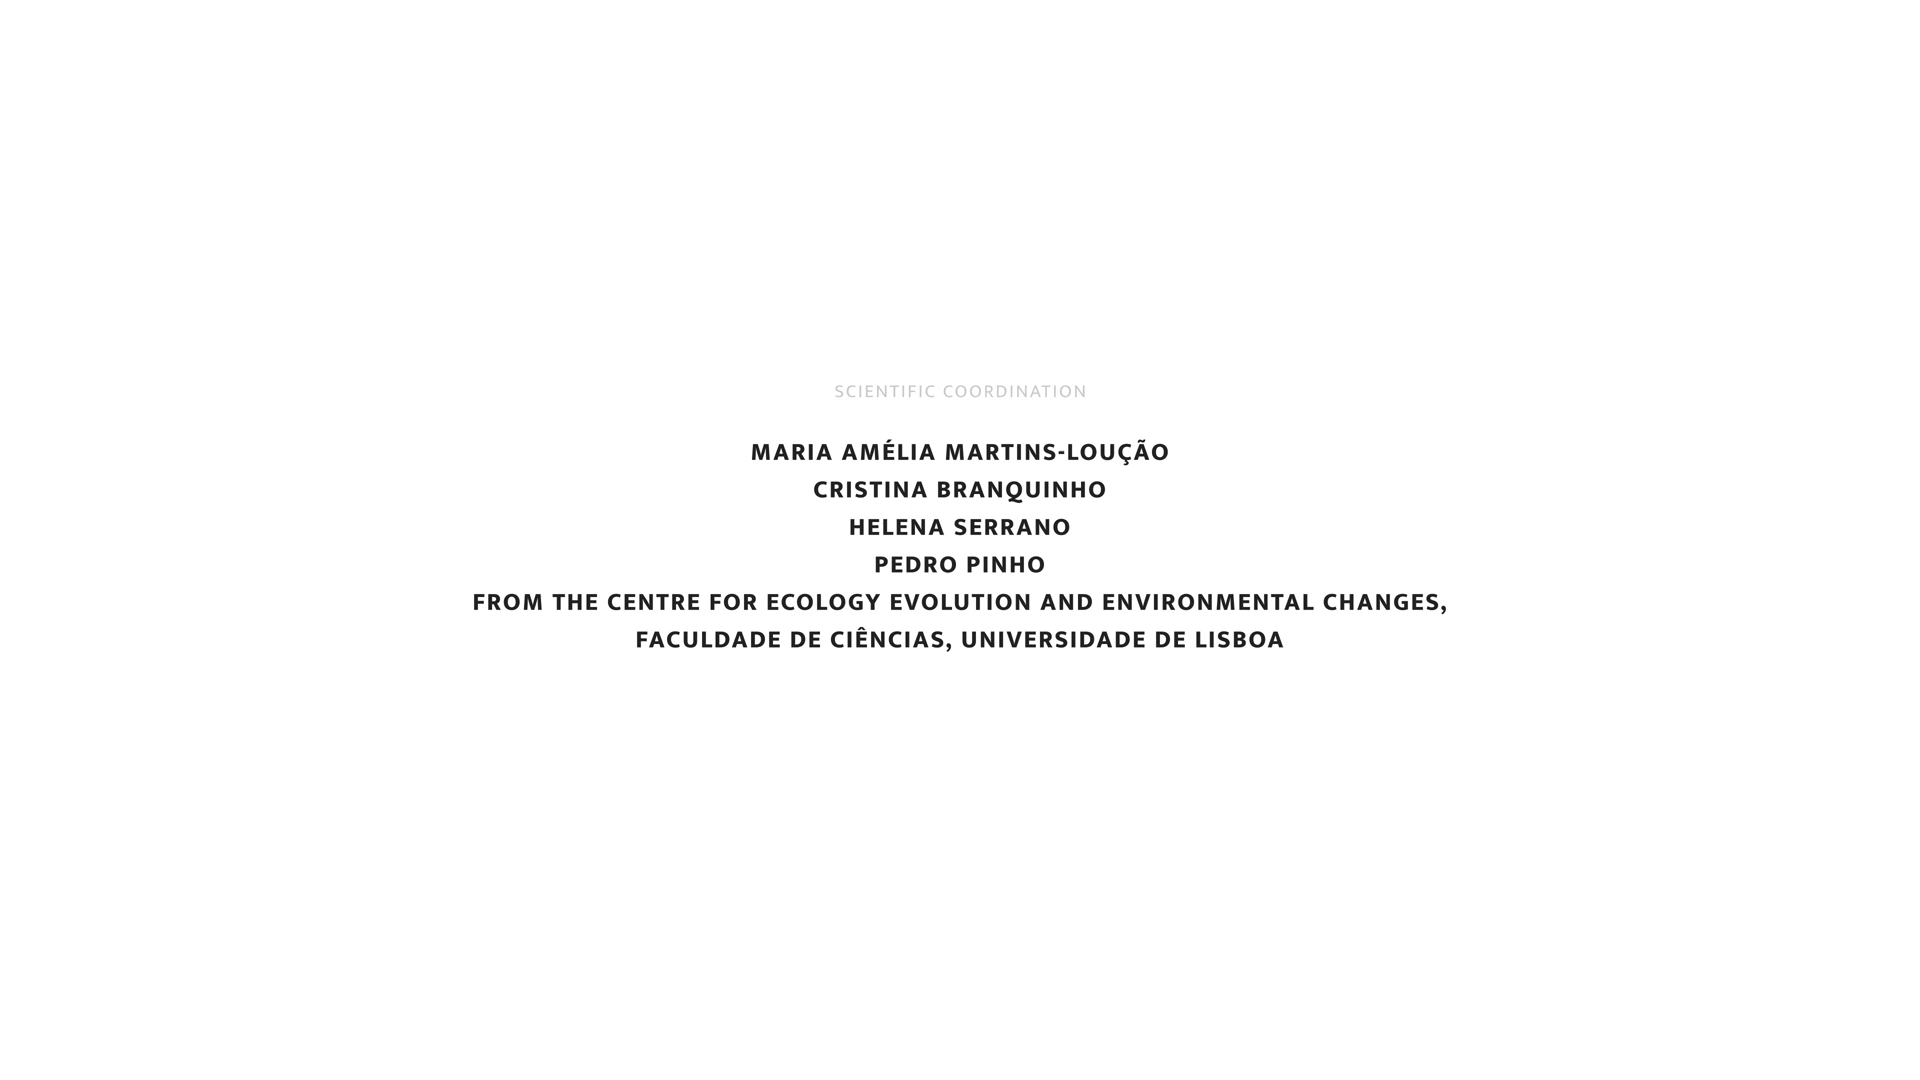 SCIENTIFIC COORDINATION
MARIA AMÉLIA MARTINS-LOUÇÃO
CRISTINA BRANQUINHO
HELENA SERRANO
PEDRO PINHO
FROM THE CENTRE FOR ECOLOGY EVOLUTION AND ENVIRONMENTAL CHANGES,
FACULDADE DE CIÊNCIAS, UNIVERSIDADE DE LISBOA